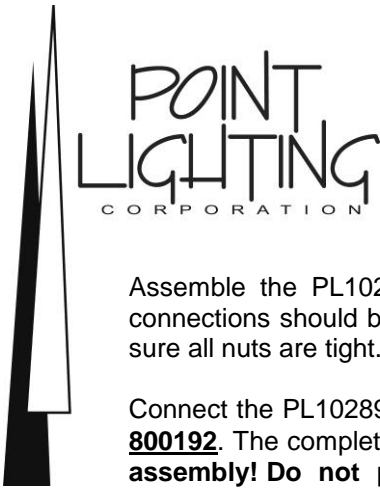 POINT
LIGHTING
CORPORATION
Assemble the PL102
connections should b
sure all nuts are tight.
Connect the PL10289
800192. The complet
assembly! Do not p